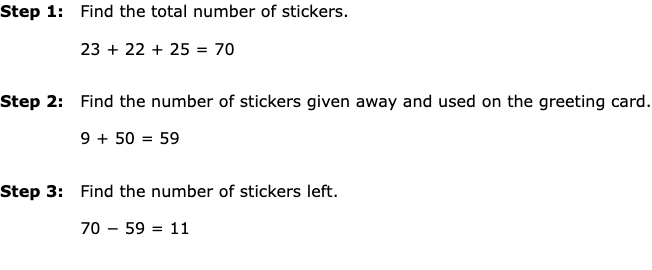 Step 1: Find the total number of stickers.
23 + 22 + 25 = 70
Step 2: Find the number of stickers given away and used on the greeting card.
9 + 50 = 59
Step 3: Find the number of stickers left.
70 − 59 = 11